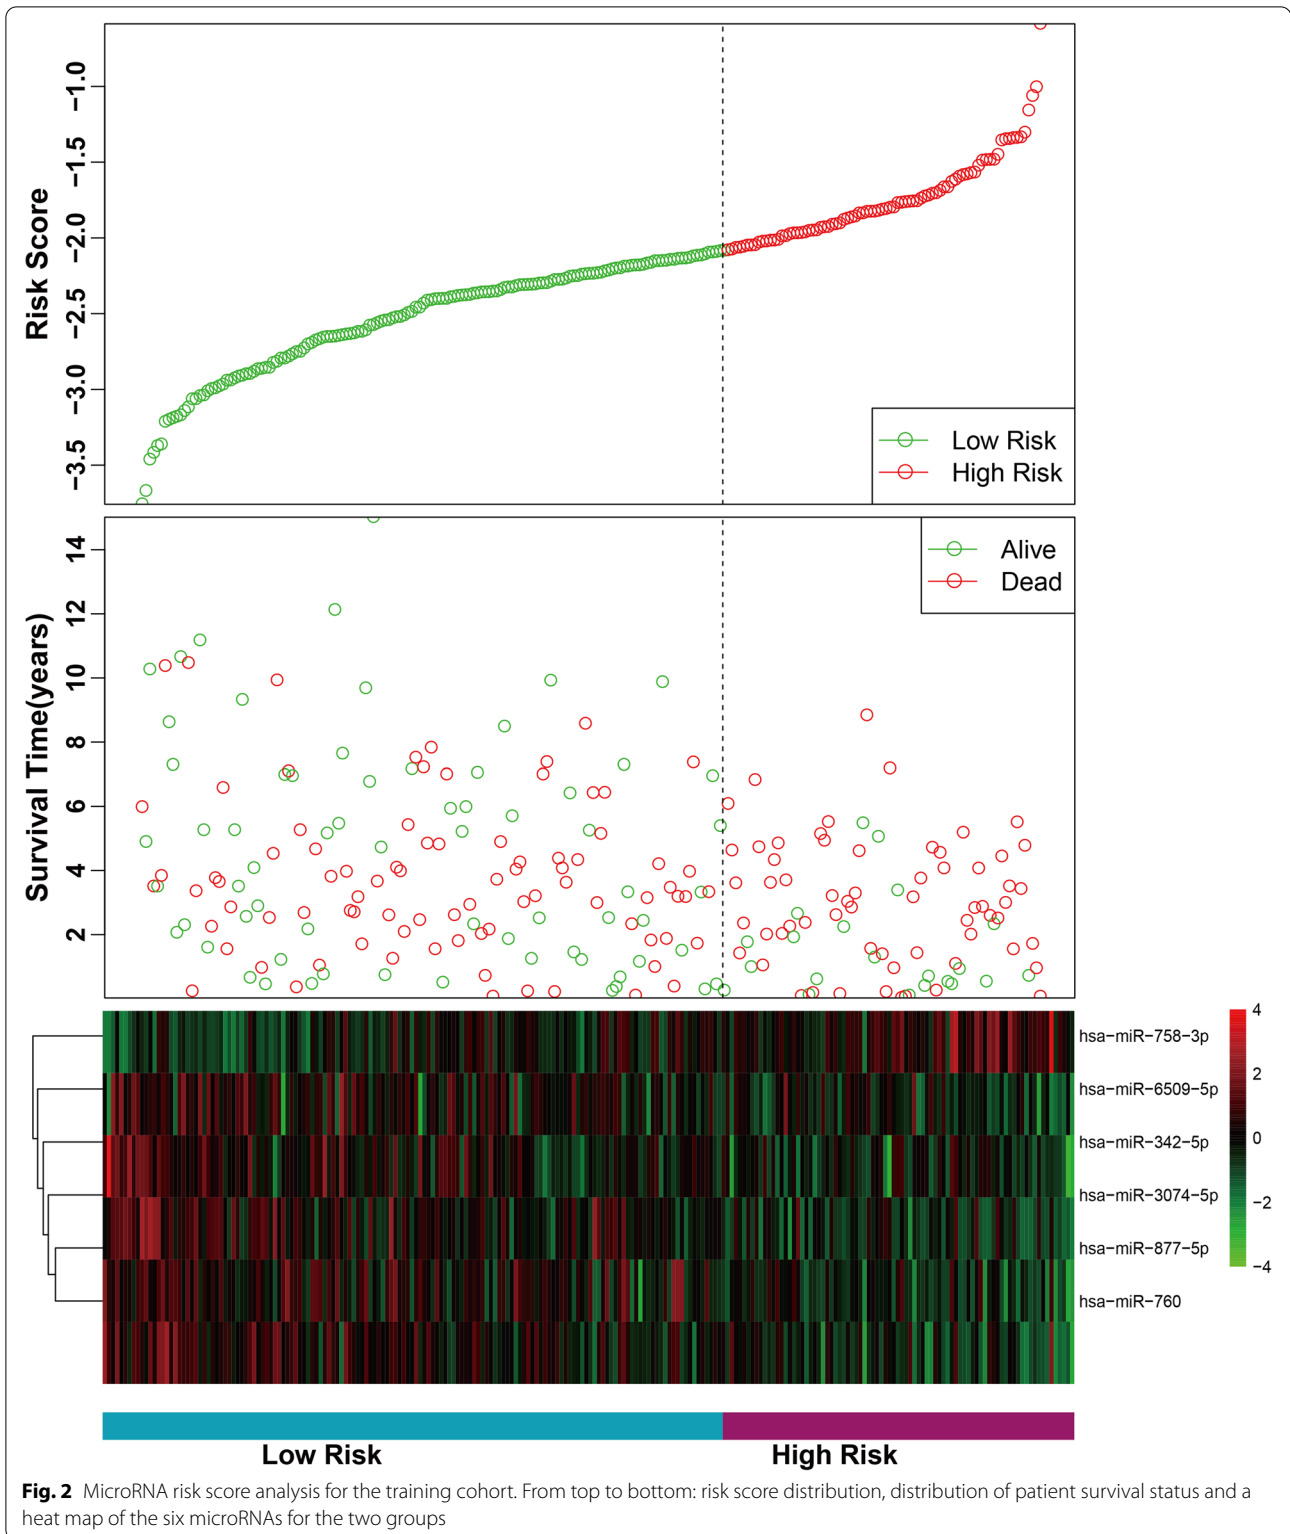 Risk Score
−1.0
−1.5
−2.0
−2.5
−3.0
−3.5
Low Risk
High Risk
Survival Time(years)
14
12
10
8
6
4
2
Alive
Dead
hsa−miR−758−3p
hsa−miR−6509−5p
hsa−miR−342−5p
hsa−miR−3074−5p
hsa−miR−877−5p
hsa−miR−760
4
2
0
−2
−4
Low Risk
High Risk
Fig. 2 MicroRNA risk score analysis for the training cohort. From top to bottom: risk score distribution, distribution of patient survival status and a
heat map of the six microRNAs for the two groups